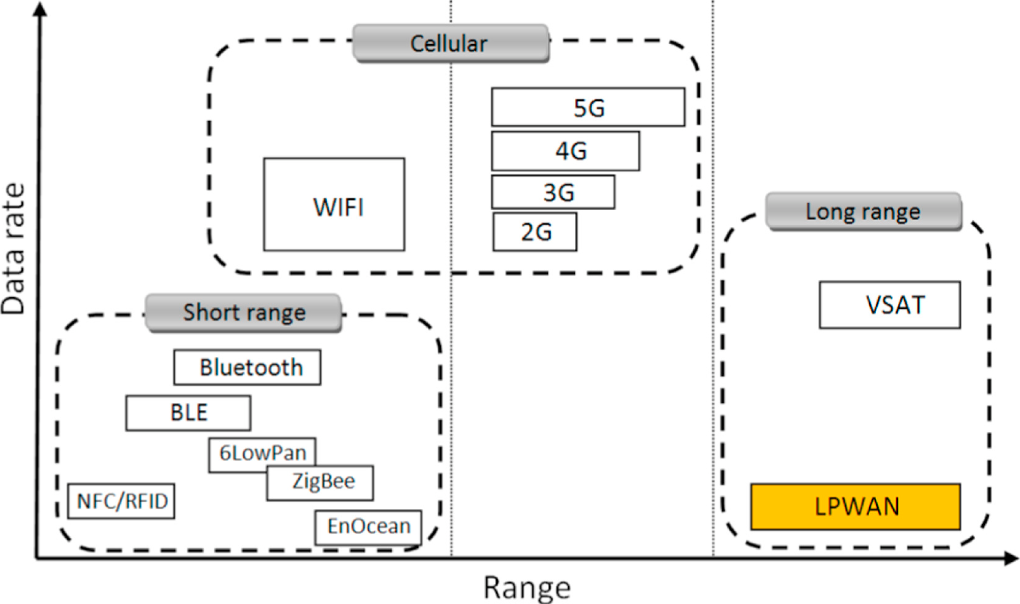 Cellular
5G
4G
WIFI
3G
2G
Long range
Data rate
VSAT
Short range
Bluetooth
BLE
6LowPan
ZigBee
NFC/RFID
LPWAN
EnOcean
Range